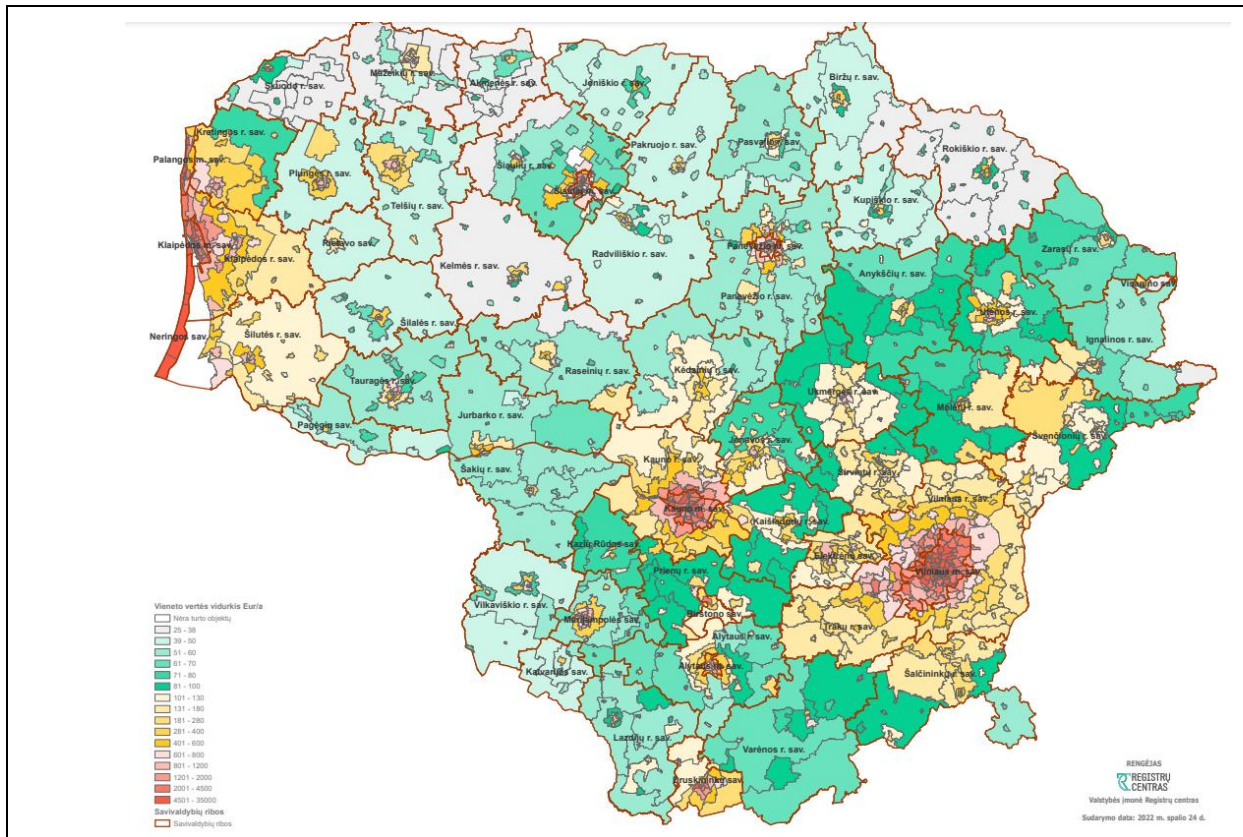 Skuodo r. sav.
Mažeikių r. sav.
Akmenės r. sav.
Joniškio r. sav.
Biržų r. sav.
Kretingos r. sav.
Palangos m. sav.
Plungės r. sav.
Telšių r. sav.
Šiaulių r. sav.
Šiaulių m. sav.
Pakruojo r. sav.
Pasvalio r. sav.
Rokiškio r. sav.
Kupiškio r. sav.
Klaipėdos m. sav.
Klaipėdos r. sav.
Rietavo sav.
Kelmės r. sav.
Radviliškio r. sav.
Panevėžio m. sav.
Panevėžio r. sav.
Anykščių r. sav.
Zarasų r. sav.
Visagino sav.
Utenos r. sav.
Ignalinos r. sav.
Neringos sav.
Šilutės r. sav.
Šilalės r. sav.
Tauragės r. sav.
Raseinių r. sav.
Kėdainių r. sav.
Ukmergės r. sav.
Molėtų r. sav.
Švenčionių r. sav.
Pagėgių sav.
Jurbarko r. sav.
Jonavos r. sav.
Šakių r. sav.
Kauno r. sav.
Širvintų r. sav.
Vilniaus r. sav.
Kauno m. sav.
Kaišiadorių r. sav.
Kazlų Rūdos sav.
Elektrėnų sav.
Vilniaus m. sav.
Prienų r. sav.
Vilkaviškio r. sav.
Marijampolės sav.
Birštono sav.
Trakų r. sav.
Alytaus r. sav.
Alytaus m. sav.
Kalvarijos sav.
Šalčininkų r. sav.
Lazdijų r. sav.
Varėnos r. sav.
Druskininkų sav.
Vieneto vertės vidurkis Eur/a
Nėra turto objektų
25 - 38
39 - 50
51 - 60
61 - 70
71 - 80
81 - 100
101 - 130
131 - 180
181 - 280
281 - 400
401 - 600
601 - 800
801 - 1200
1201 - 2000
2001 - 4500
4501 - 35000
Savivaldybių ribos
Savivaldybių ribos
RENGĖJAS
REGISTRŲ
CENTRAS
Valstybės įmonė Registrų centras
Sudarymo data: 2022 m. spalio 24 d.